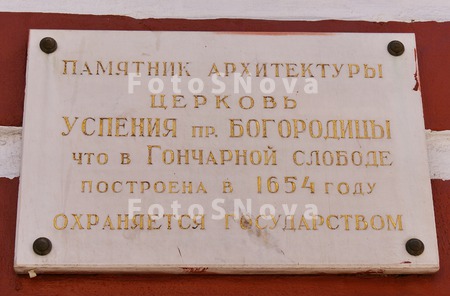 ПАМЯТНИК АРХИТЕКТУРЫ
FotoSNova
ЦЕРКОВЬ
УСПЕНИЯ ПР. БОГОРОДИЦЫ
ЧТО В ГОНЧАРНОЙ СЛОБОДЕ
ПОСТРОЕНА В 1654 ГОДУ
FotoSNova
ОХРАНЯЕТСЯ ГОСУДАРСТВОМ